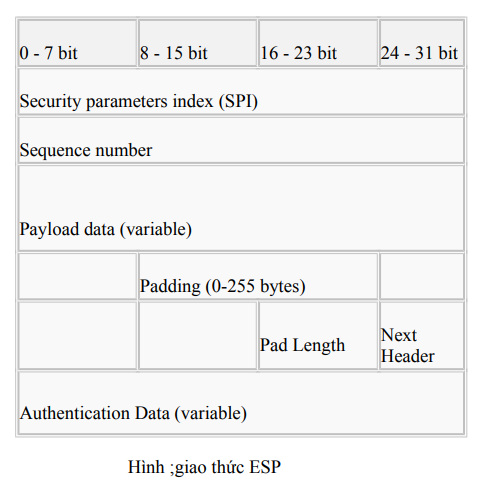 0 - 7 bit 8 - 15 bit 16 - 23 bit 24 - 31 bit
Security parameters index (SPI)
Sequence number
Payload data (variable)
Padding (0-255 bytes)
Pad Length Next
Header
Authentication Data (variable)
Hình ;giao thức ESP